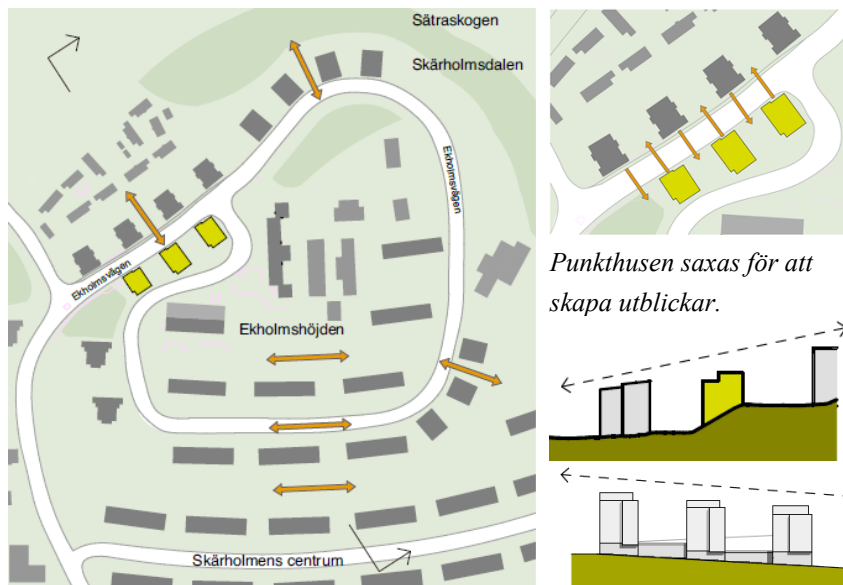 Sätraskogen
Skärholmsdalen
Ekholmsvägen
Ekholmsvägen
Ekholmshöjden
Skärholmens centrum
Punkthusen saxas för att
skapa utblickar.